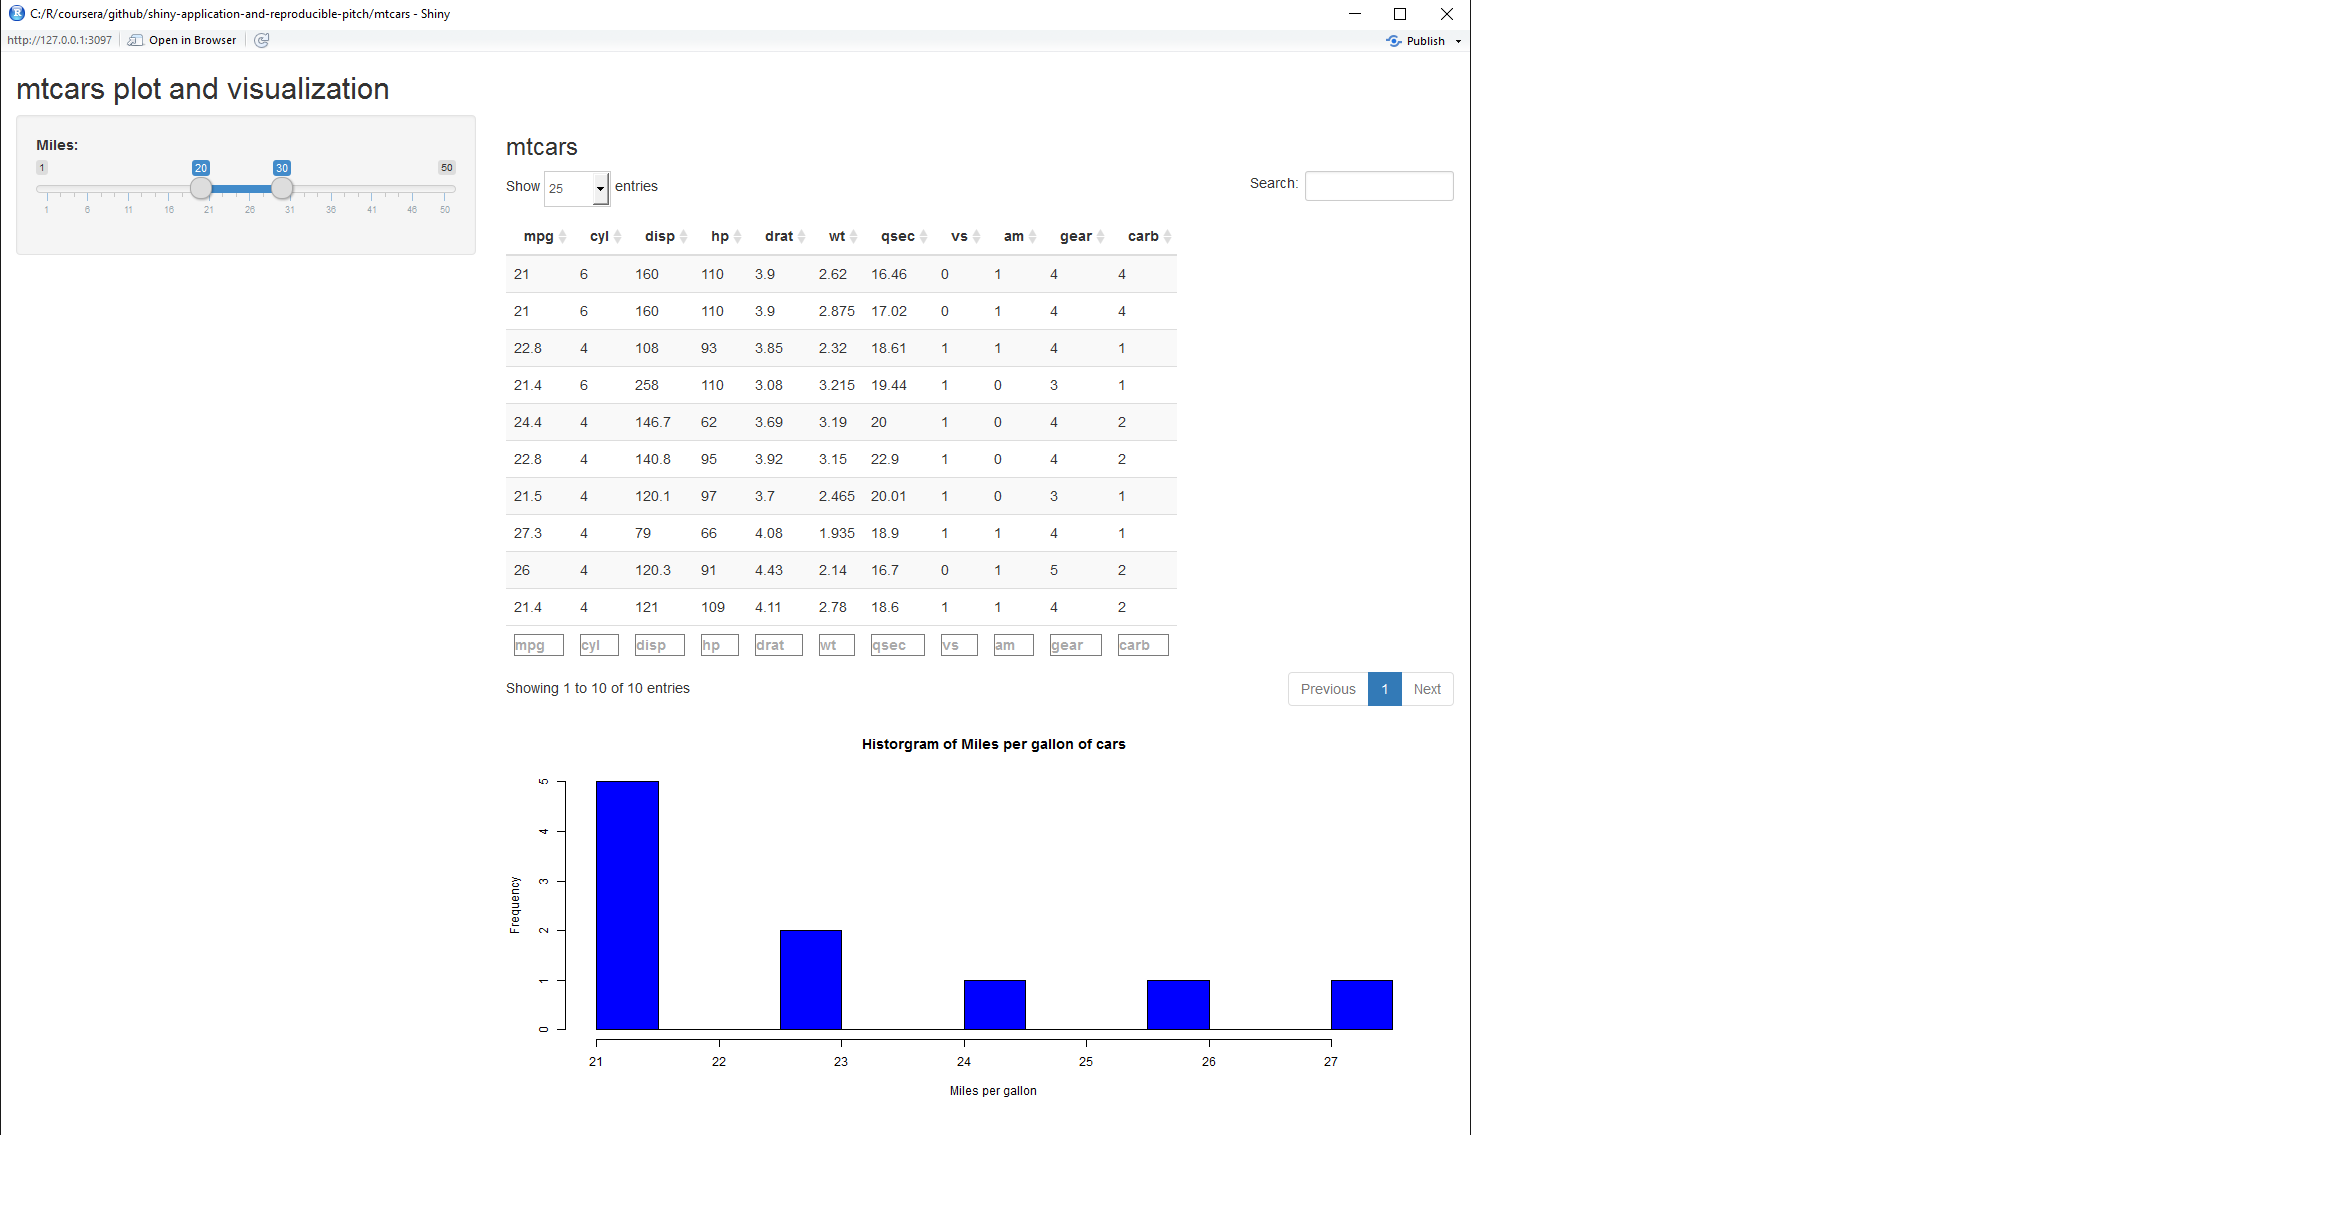 C:/R/coursera/github/shiny-application-and-reproducible-pitch/mtcars - Shiny
http://127.0.0.1:3097 Open in Browser Publish
mtcars plot and visualization
Miles:
1 20 30 50
1 6 11 16 21 26 31 36 41 46 50
mtcars
Show 25 entries Search:
mpg cyl disp hp drat wt qsec vs am gear carb
21 6 160 110 3.9 2.62 16.46 0 1 4 4
21 6 160 110 3.9 2.875 17.02 0 1 4 4
22.8 4 108 93 3.85 2.32 18.61 1 1 4 1
21.4 6 258 110 3.08 3.215 19.44 1 0 3 1
24.4 4 146.7 62 3.69 3.19 20 1 0 4 2
22.8 4 140.8 95 3.92 3.15 22.9 1 0 4 2
21.5 4 120.1 97 3.7 2.465 20.01 1 0 3 1
27.3 4 79 66 4.08 1.935 18.9 1 1 4 1
26 4 120.3 91 4.43 2.14 16.7 0 1 5 2
21.4 4 121 109 4.11 2.78 18.6 1 1 4 2
mpg cyl disp hp drat wt qsec vs am gear carb
Showing 1 to 10 of 10 entries Previous 1 Next
Historgram of Miles per gallon of cars
5
4
3
2
1
0
Frequency
21 22 23 24 25 26 27
Miles per gallon